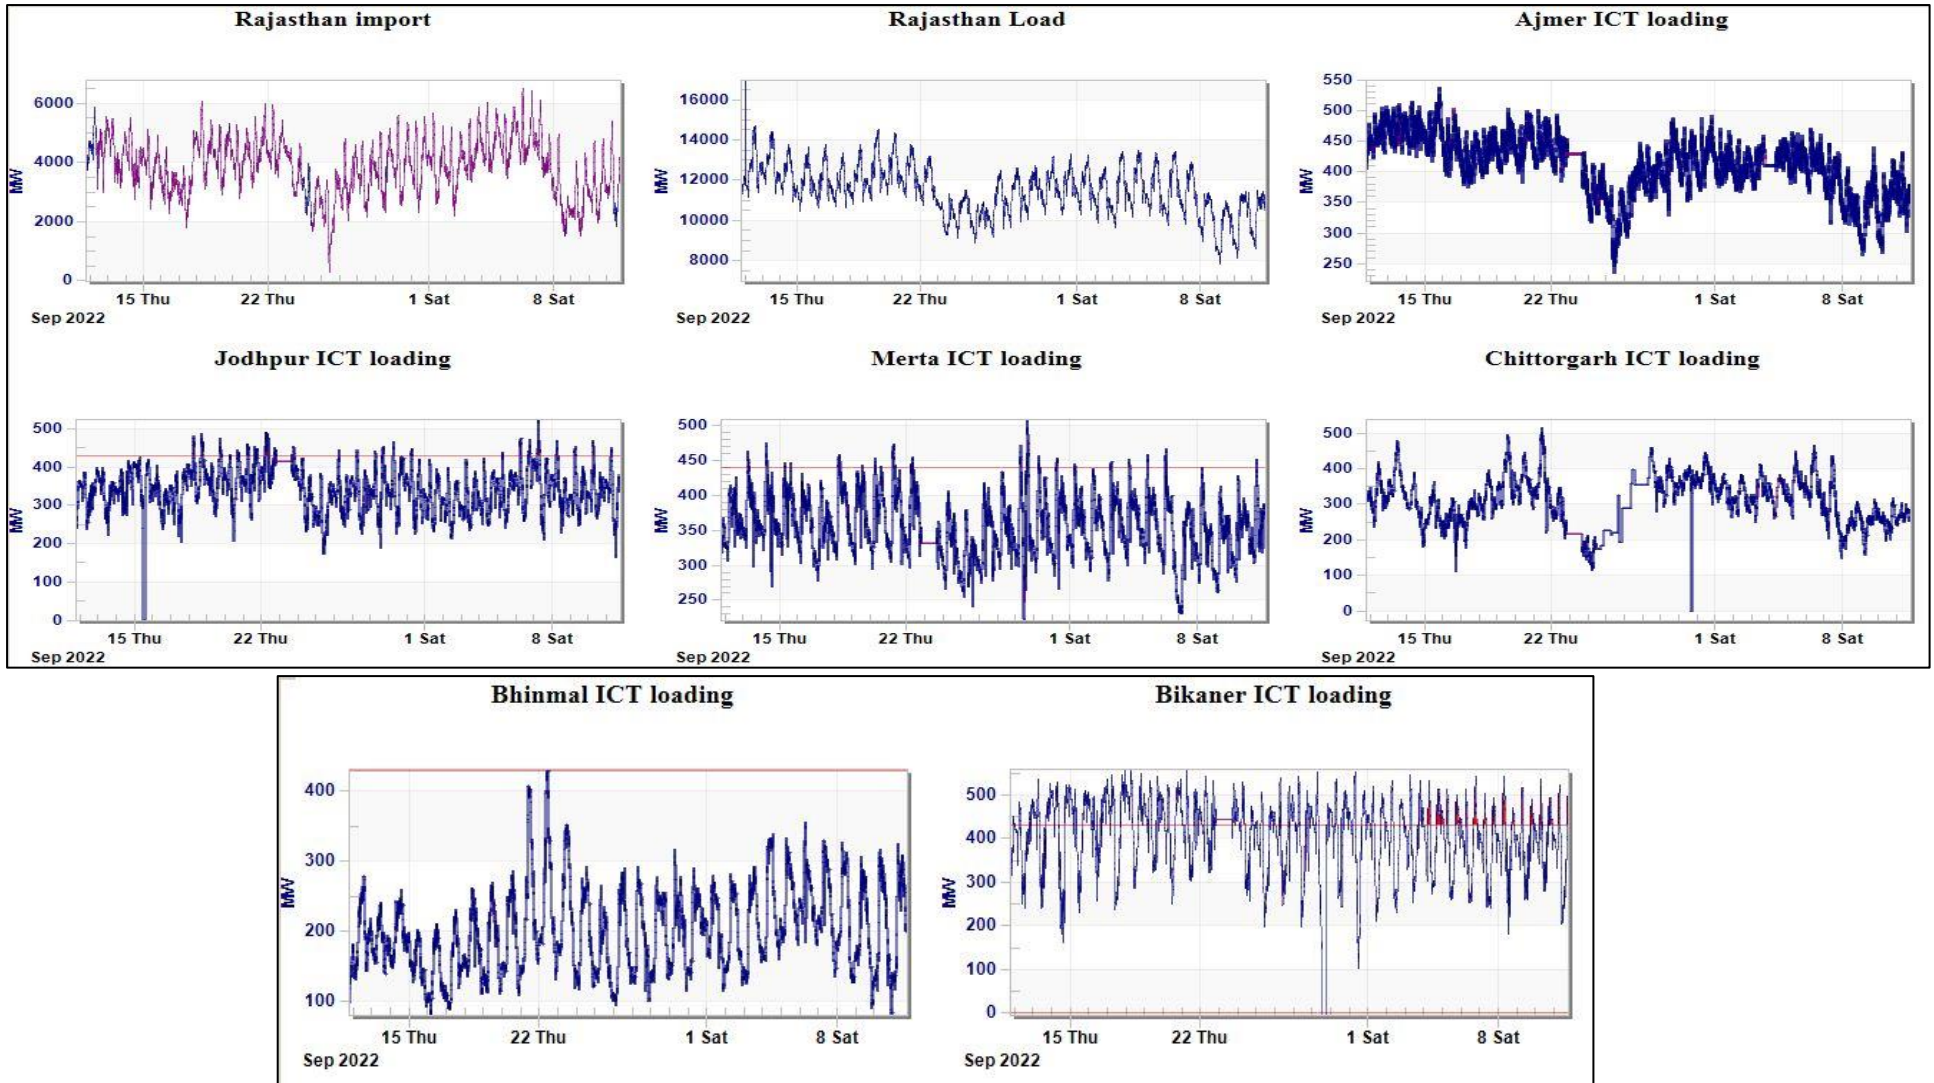 Rajasthan import
6000
4000
2000
0
MW
15 Thu 22 Thu 1 Sat 8 Sat
Sep 2022
Rajasthan Load
16000
14000
12000
10000
8000
MW
15 Thu 22 Thu 1 Sat 8 Sat
Sep 2022
Ajmer ICT loading
550
500
450
400
350
300
250
MW
15 Thu 22 Thu 1 Sat 8 Sat
Sep 2022
Jodhpur ICT loading
500
400
300
200
100
0
MW
15 Thu 22 Thu 1 Sat 8 Sat
Sep 2022
Merta ICT loading
500
450
400
350
300
250
MW
15 Thu 22 Thu 1 Sat 8 Sat
Sep 2022
Chittorgarh ICT loading
500
400
300
200
100
0
MW
15 Thu 22 Thu 1 Sat 8 Sat
Sep 2022
Bhinmal ICT loading
400
300
200
100
MW
15 Thu 22 Thu 1 Sat 8 Sat
Sep 2022
Bikaner ICT loading
500
400
300
200
100
0
MW
15 Thu 22 Thu 1 Sat 8 Sat
Sep 2022